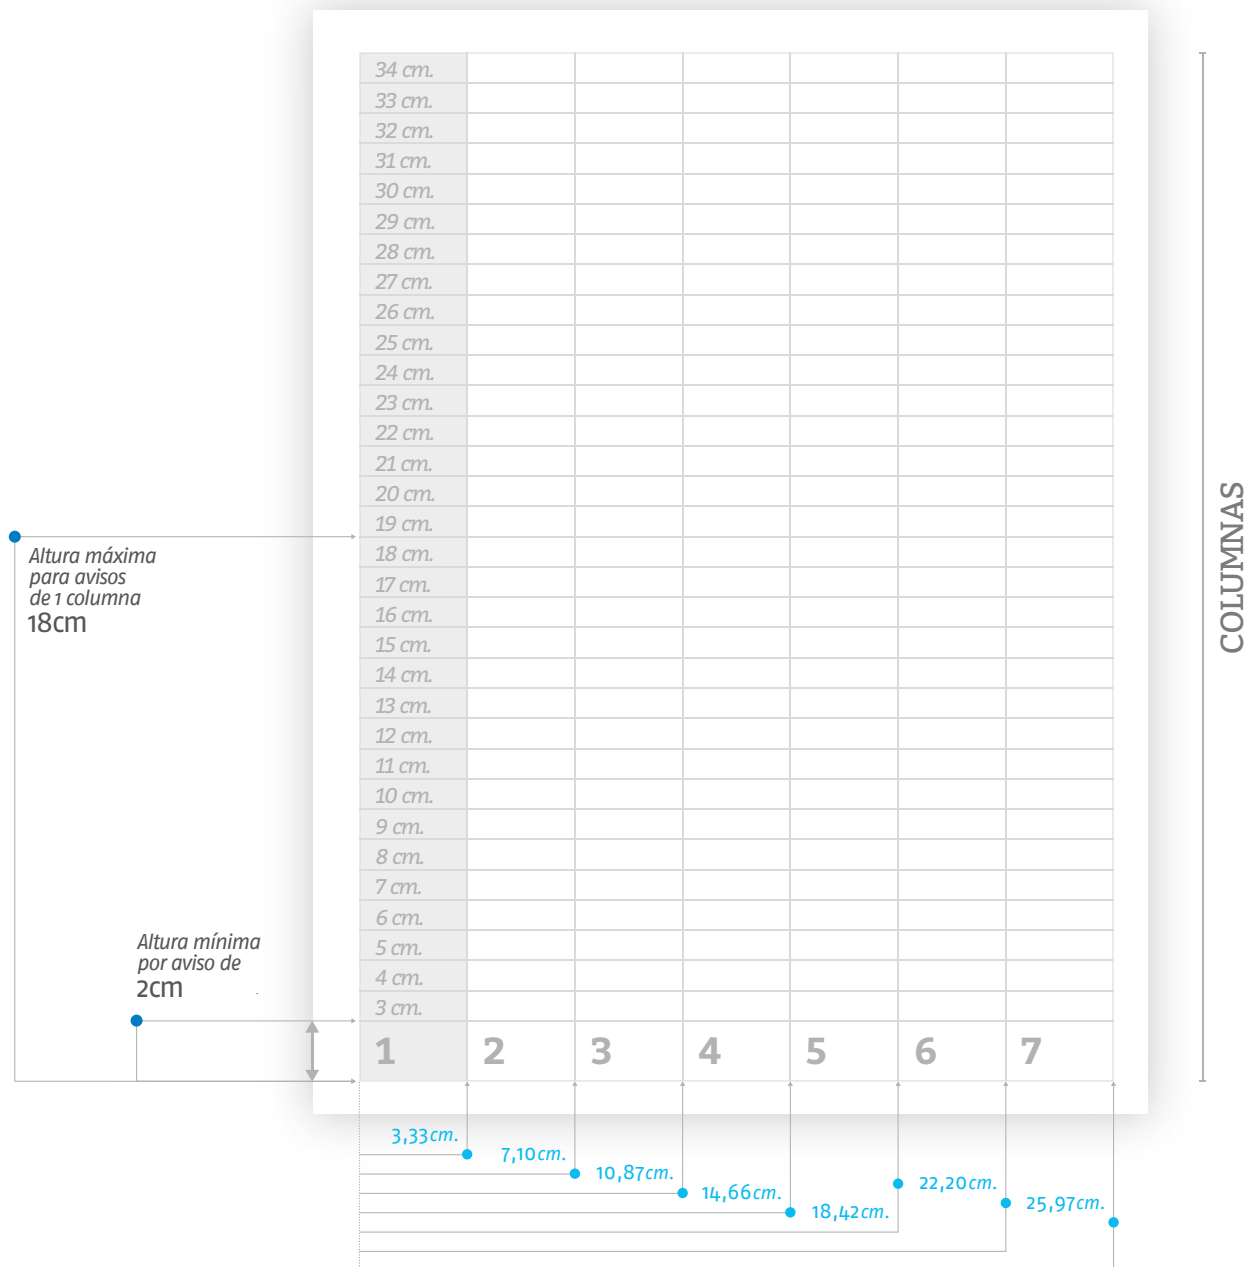 34 cm.
33 cm.
32 cm.
31 cm.
30 cm.
29 cm.
28 cm.
27 cm.
26 cm.
25 cm.
24 cm.
23 cm.
22 cm.
21 cm.
20 cm.
19 cm.
18 cm.
17 cm.
16 cm.
15 cm.
14 cm.
13 cm.
12 cm.
11 cm.
10 cm.
9 cm.
8 cm.
7 cm.
6 cm.
5 cm.
4 cm.
3 cm.
1 2 3 4 5 6 7
Altura máxima
para avisos
de 1 columna
18cm
Altura mínima
por aviso de
2cm
COLUMNAS
3,33cm.
7,10cm.
10,87cm.
14,66cm.
18,42cm.
22,20cm.
25,97cm.